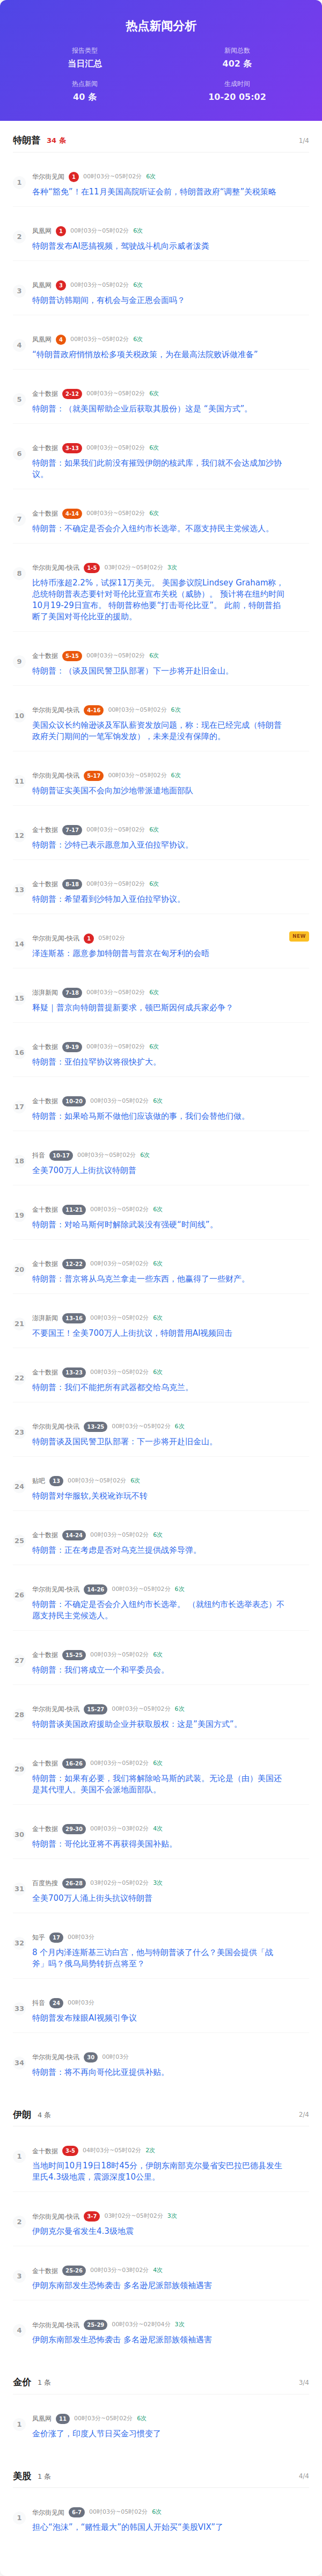 热点新闻分析
报告类型
新闻总数
当日汇总
402 条
热点新闻
生成时间
40 条
10-20 05:02
特朗普 34 条 1/4
1
华尔街见闻 1 00时03分~05时02分 6次
各种“豁免”！在11月美国高院听证会前，特朗普政府“调整”关税策略
2
凤凰网 1 00时03分~05时02分 6次
特朗普发布AI恶搞视频，驾驶战斗机向示威者泼粪
3
凤凰网 3 00时03分~05时02分 6次
特朗普访韩期间，有机会与金正恩会面吗？
4
凤凰网 4 00时03分~05时02分 6次
“特朗普政府悄悄放松多项关税政策，为在最高法院败诉做准备”
5
金十数据 2-12 00时03分~05时02分 6次
特朗普：（就美国帮助企业后获取其股份）这是 “美国方式”。
6
金十数据 3-13 00时03分~05时02分 6次
特朗普：如果我们此前没有摧毁伊朗的核武库，我们就不会达成加沙协
议。
7
金十数据 4-14 00时03分~05时02分 6次
特朗普：不确定是否会介入纽约市长选举。不愿支持民主党候选人。
8
华尔街见闻-快讯 1-5 03时02分~05时02分 3次
比特币涨超2.2%，试探11万美元。 美国参议院Lindsey Graham称，
总统特朗普表态要针对哥伦比亚宣布关税（威胁）。 预计将在纽约时间
10月19-29日宣布。 特朗普称他要“打击哥伦比亚”。 此前，特朗普掐
断了美国对哥伦比亚的援助。
9
金十数据 5-15 00时03分~05时02分 6次
特朗普：（谈及国民警卫队部署）下一步将开赴旧金山。
10
华尔街见闻-快讯 4-16 00时03分~05时02分 6次
美国众议长约翰逊谈及军队薪资发放问题，称：现在已经完成（特朗普
政府关门期间的一笔军饷发放），未来是没有保障的。
11
华尔街见闻-快讯 5-17 00时03分~05时02分 6次
特朗普证实美国不会向加沙地带派遣地面部队
12
金十数据 7-17 00时03分~05时02分 6次
特朗普：沙特已表示愿意加入亚伯拉罕协议。
13
金十数据 8-18 00时03分~05时02分 6次
特朗普：希望看到沙特加入亚伯拉罕协议。
14
华尔街见闻-快讯 1 05时02分 NEW
泽连斯基：愿意参加特朗普与普京在匈牙利的会晤
15
澎湃新闻 7-18 00时03分~05时02分 6次
释疑｜普京向特朗普提新要求，顿巴斯因何成兵家必争？
16
金十数据 9-19 00时03分~05时02分 6次
特朗普：亚伯拉罕协议将很快扩大。
17
金十数据 10-20 00时03分~05时02分 6次
特朗普：如果哈马斯不做他们应该做的事，我们会替他们做。
18
抖音 10-17 00时03分~05时02分 6次
全美700万人上街抗议特朗普
19
金十数据 11-21 00时03分~05时02分 6次
特朗普：对哈马斯何时解除武装没有强硬“时间线”。
20
金十数据 12-22 00时03分~05时02分 6次
特朗普：普京将从乌克兰拿走一些东西，他赢得了一些财产。
21
澎湃新闻 13-16 00时03分~05时02分 6次
不要国王！全美700万人上街抗议，特朗普用AI视频回击
22
金十数据 13-23 00时03分~05时02分 6次
特朗普：我们不能把所有武器都交给乌克兰。
23
华尔街见闻-快讯 13-25 00时03分~05时02分 6次
特朗普谈及国民警卫队部署：下一步将开赴旧金山。
24
贴吧 13 00时03分~05时02分 6次
特朗普对华服软,关税讹诈玩不转
25
金十数据 14-24 00时03分~05时02分 6次
特朗普：正在考虑是否对乌克兰提供战斧导弹。
26
华尔街见闻-快讯 14-26 00时03分~05时02分 6次
特朗普：不确定是否会介入纽约市长选举。 （就纽约市长选举表态）不
愿支持民主党候选人。
27
金十数据 15-25 00时03分~05时02分 6次
特朗普：我们将成立一个和平委员会。
28
华尔街见闻-快讯 15-27 00时03分~05时02分 6次
特朗普谈美国政府援助企业并获取股权：这是“美国方式”。
29
金十数据 16-26 00时03分~05时02分 6次
特朗普：如果有必要，我们将解除哈马斯的武装。无论是（由）美国还
是其代理人。美国不会派地面部队。
30
金十数据 29-30 00时03分~03时02分 4次
特朗普：哥伦比亚将不再获得美国补贴。
31
百度热搜 26-28 03时02分~05时02分 3次
全美700万人涌上街头抗议特朗普
32
知乎 17 00时03分
8 个月内泽连斯基三访白宫，他与特朗普谈了什么？美国会提供「战
斧」吗？俄乌局势转折点将至？
33
抖音 24 00时03分
特朗普发布辣眼AI视频引争议
34
华尔街见闻-快讯 30 00时03分
特朗普：将不再向哥伦比亚提供补贴。
伊朗 4 条 2/4
1
金十数据 3-5 04时03分~05时02分 2次
当地时间10月19日18时45分，伊朗东南部克尔曼省安巴拉巴德县发生
里氏4.3级地震，震源深度10公里。
2
华尔街见闻-快讯 3-7 03时02分~05时02分 3次
伊朗克尔曼省发生4.3级地震
3
金十数据 25-26 00时03分~03时02分 4次
伊朗东南部发生恐怖袭击 多名逊尼派部族领袖遇害
4
华尔街见闻-快讯 25-29 00时03分~02时04分 3次
伊朗东南部发生恐怖袭击 多名逊尼派部族领袖遇害
金价 1 条 3/4
1
凤凰网 11 00时03分~05时02分 6次
金价涨了，印度人节日买金习惯变了
美股 1 条 4/4
1
华尔街见闻 6-7 00时03分~05时02分 6次
担心“泡沫”，“赌性最大”的韩国人开始买“美股VIX”了